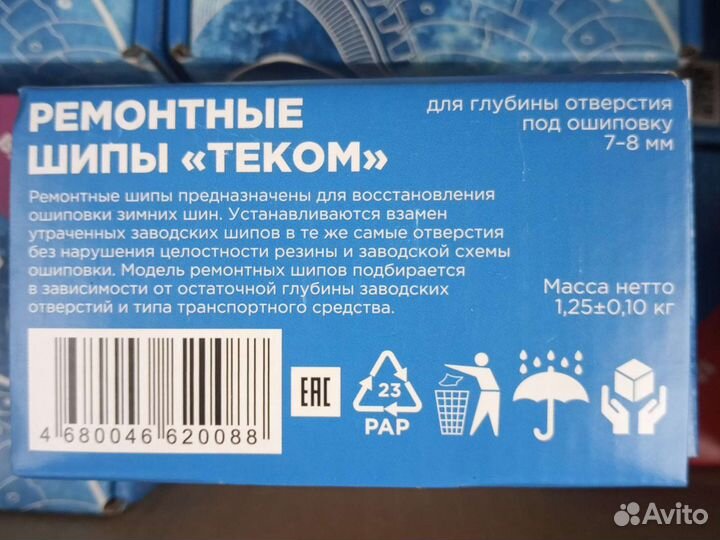 РЕМОНТНЫЕ
ШИПЫ «ТЕКОМ»
для глубины отверстия
под ошиповку
7–8 мм
Ремонтные шипы предназначены для восстановления
ошиповки зимних шин. Устанавливаются взамен
утраченных заводских шипов в те же самые отверстия
без нарушения целостности резины и заводской схемы
ошиповки. Модель ремонтных шипов подбирается
в зависимости от остаточной глубины заводских
отверстий и типа транспортного средства.
Масса нетто
1,25±0,10 кг
4 680046 620088
EAC
23
PAP
Avito